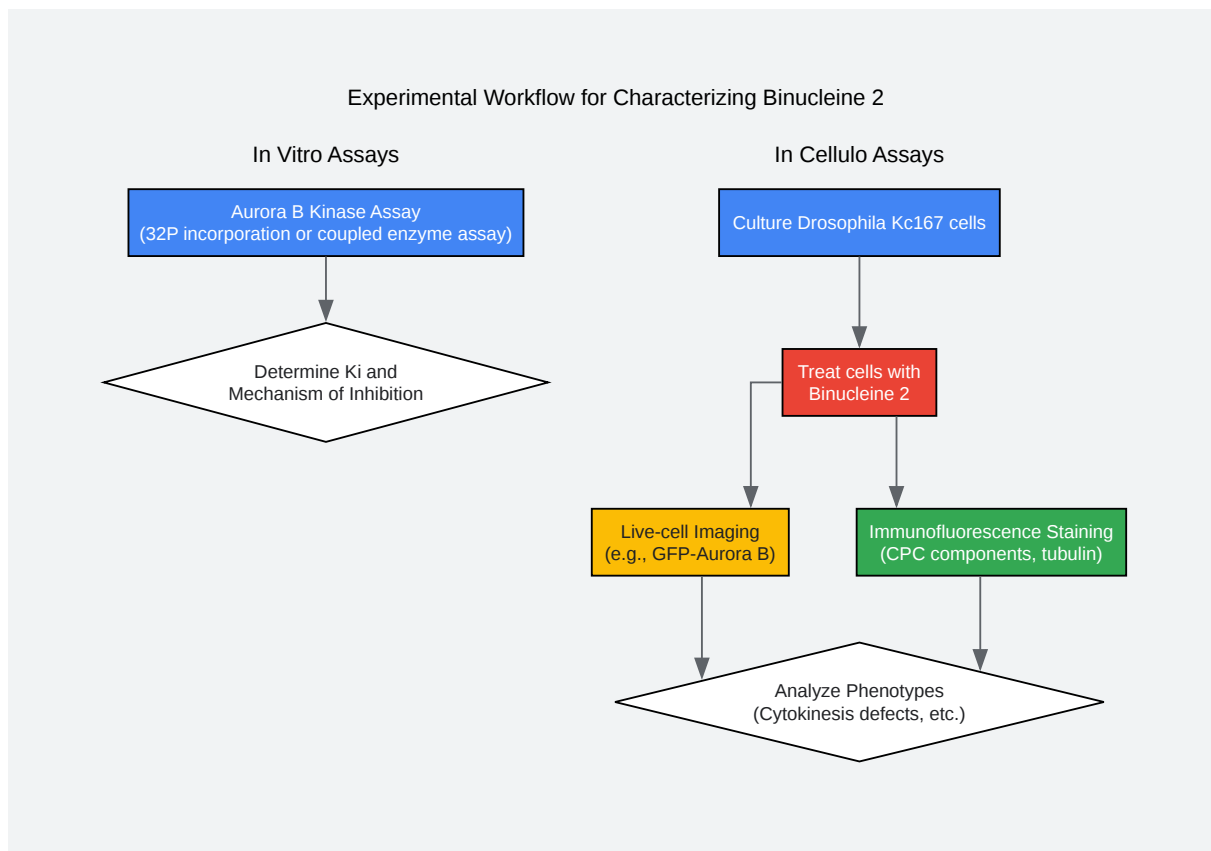 Experimental Workflow for Characterizing Binucleine 2
In Vitro Assays
Aurora B Kinase Assay
(32P incorporation or coupled enzyme assay)
Determine Ki and
Mechanism of Inhibition
In Cellulo Assays
Culture Drosophila Kc167 cells
Treat cells with
Binucleine 2
Live-cell Imaging
(e.g., GFP-Aurora B)
Immunofluorescence Staining
(CPC components, tubulin)
Analyze Phenotypes
(Cytokinesis defects, etc.)